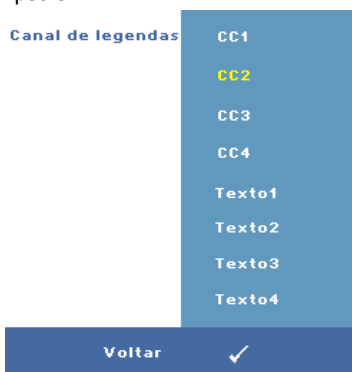 Canal de legendas CC1
CC2
CC3
CC4
Texto1
Texto2
Texto3
Texto4
Voltar ✓